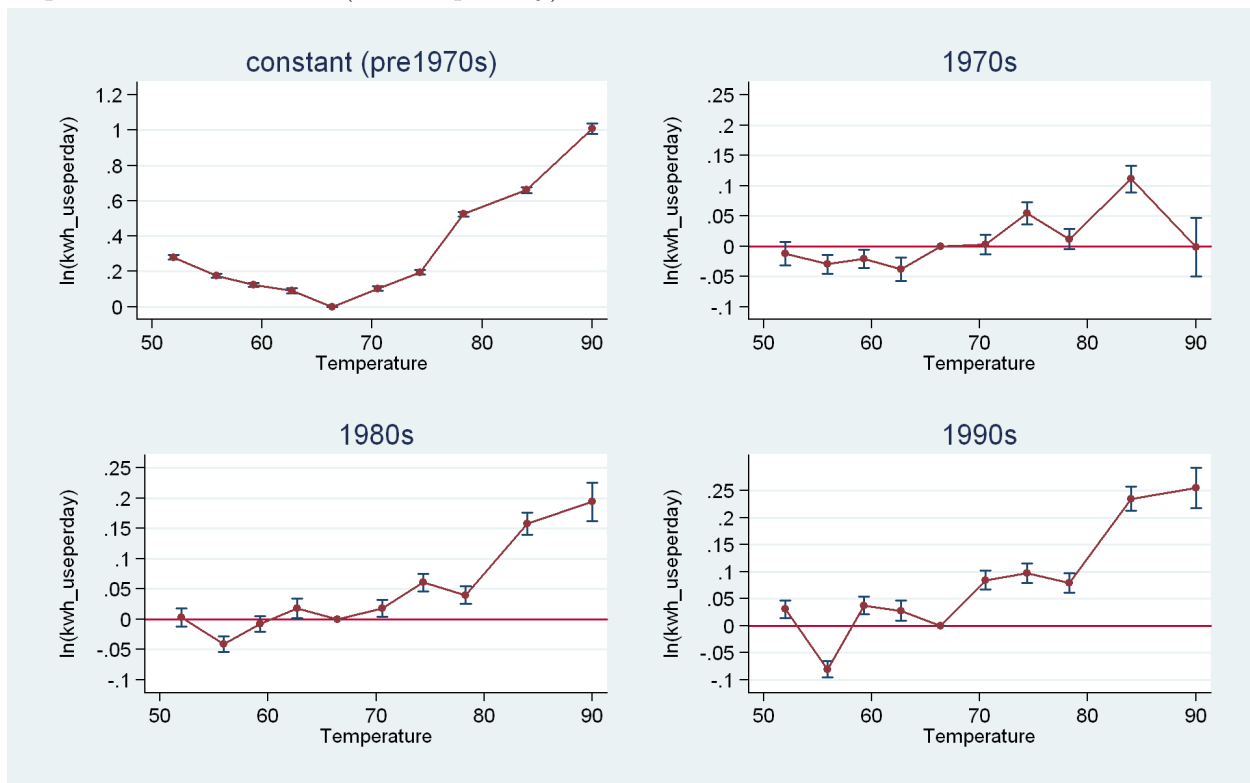 constant (pre1970s)
1.2
1
.8
.6
.4
.2
0
ln(kwh_useperday)
50 60 70 80 90
Temperature
1970s
.25
.2
.15
.1
.05
0
-.05
-.1
ln(kwh_useperday)
50 60 70 80 90
Temperature
1980s
.25
.2
.15
.1
.05
0
-.05
-.1
ln(kwh_useperday)
50 60 70 80 90
Temperature
1990s
.25
.2
.15
.1
.05
0
-.05
-.1
ln(kwh_useperday)
50 60 70 80 90
Temperature